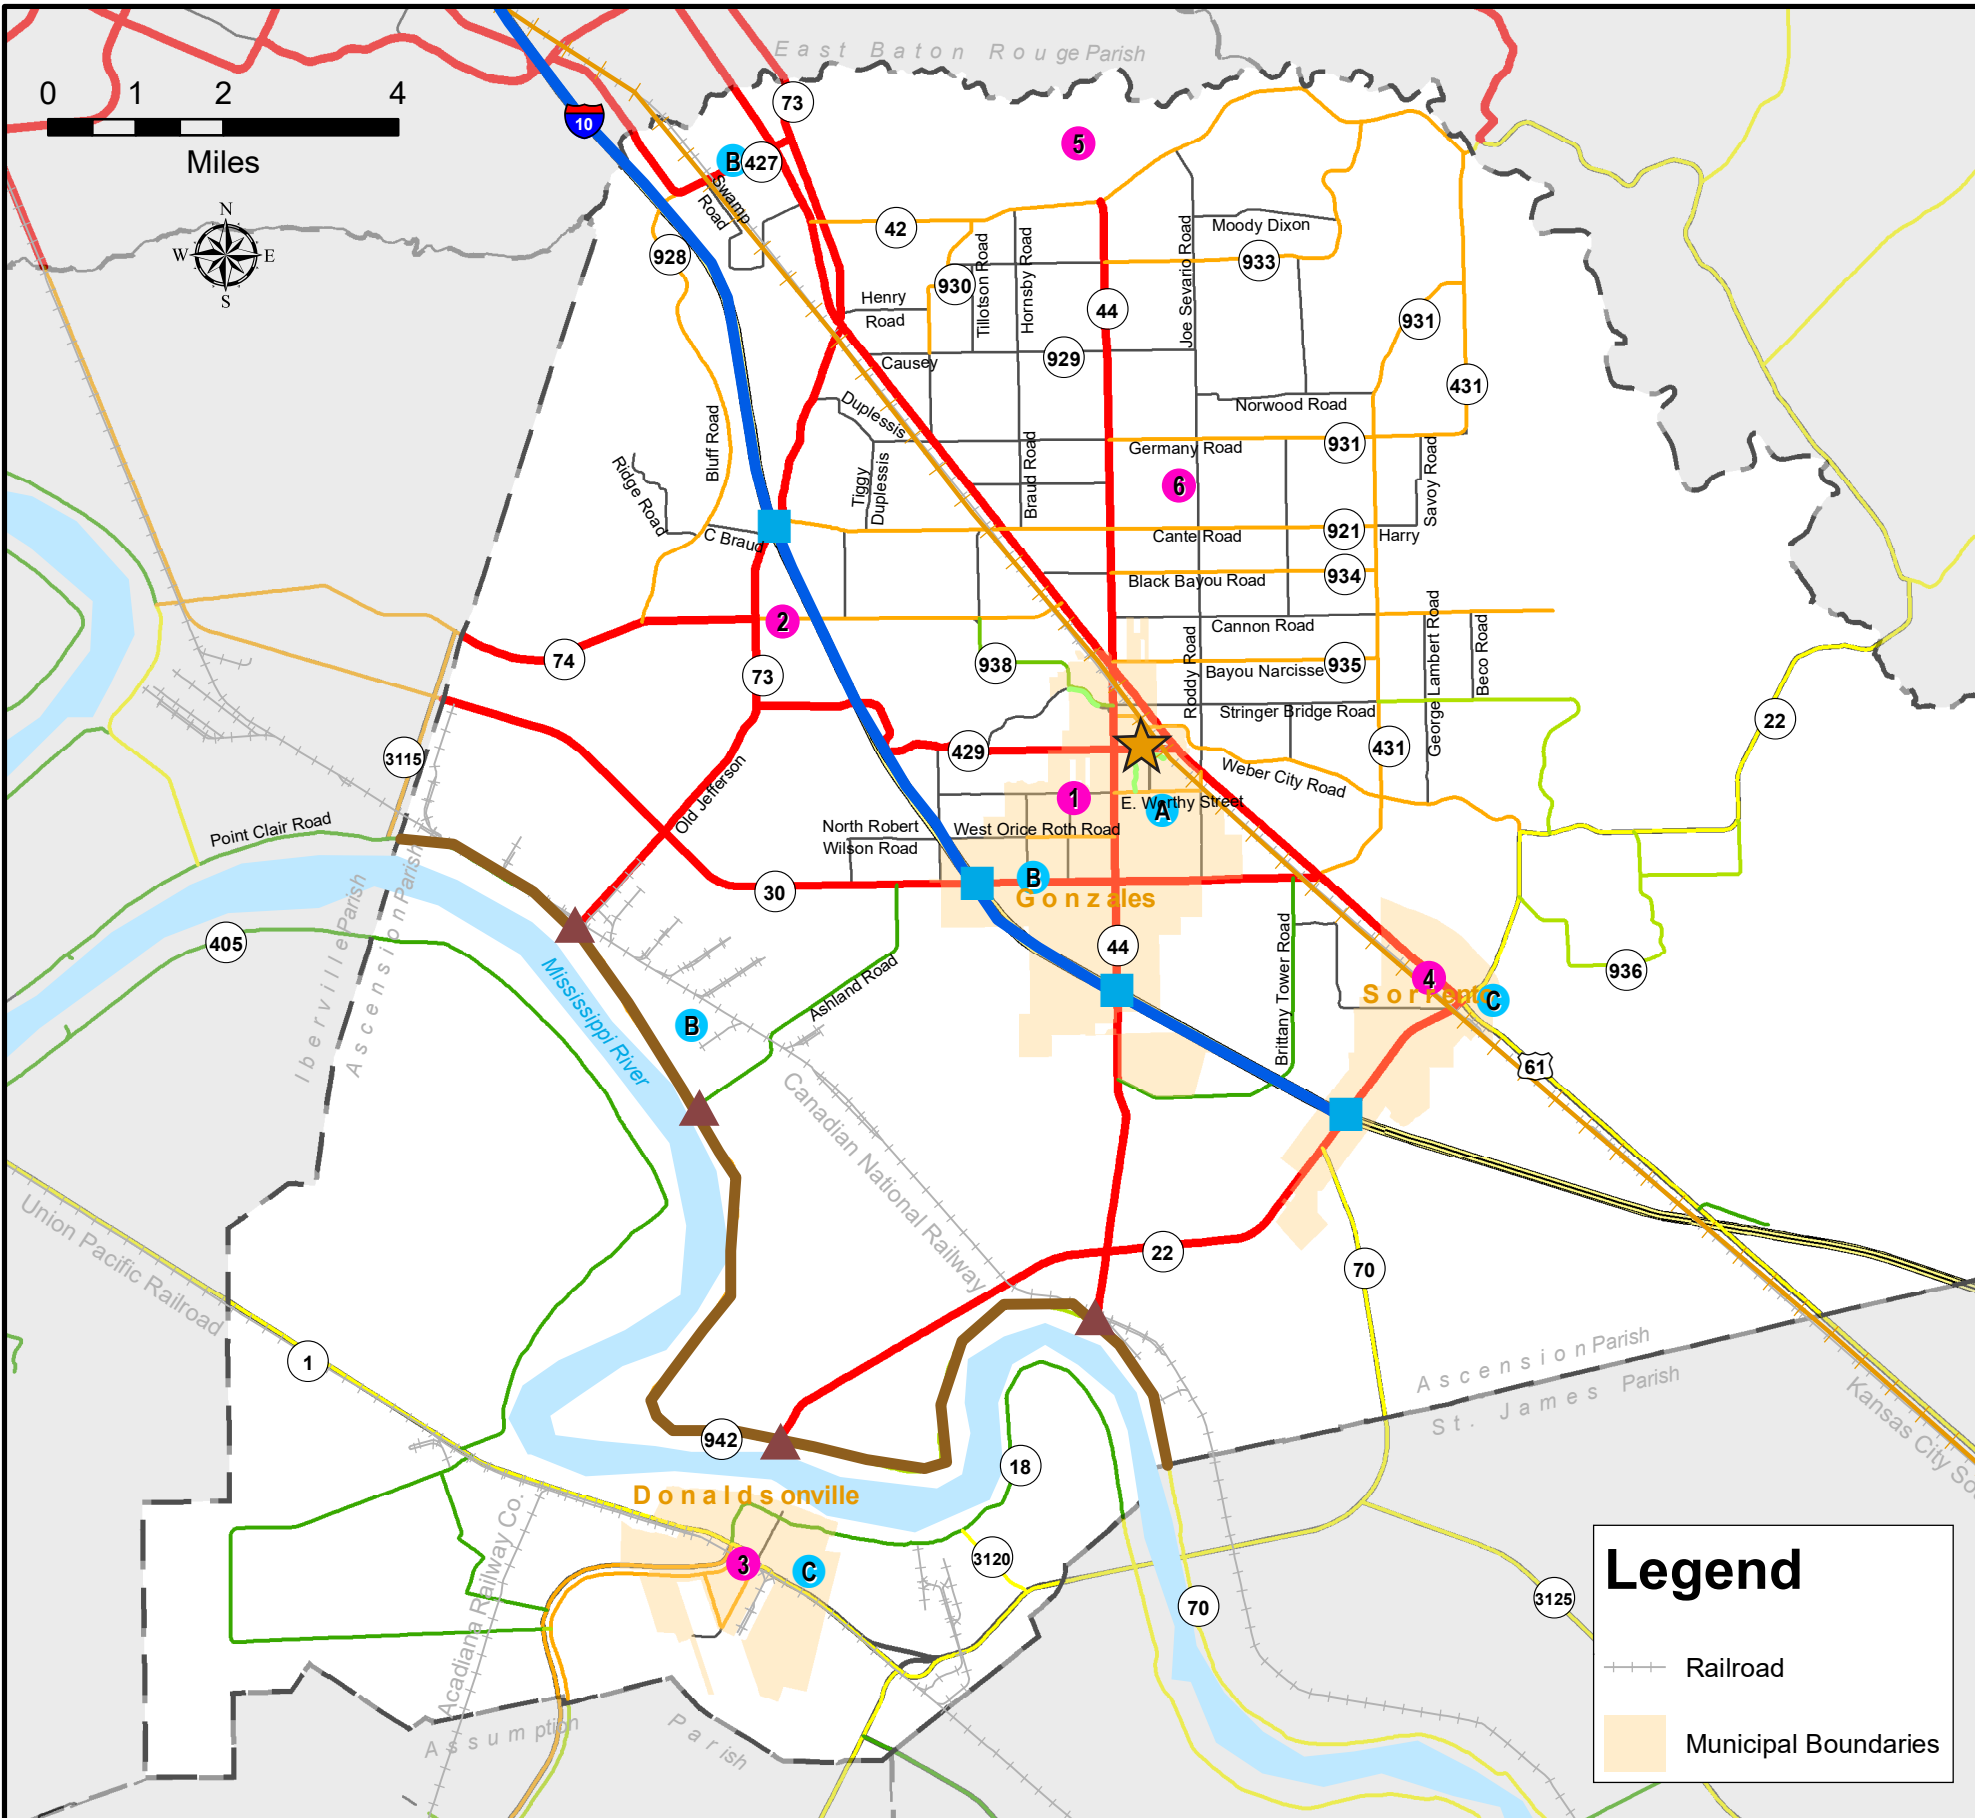 East Baton Rouge Parish
0 1 2 4
Miles
N
W E
S
10
73
5
B
427
Swamp
Road
42
928
Moody Dixon
933
930
Tillotson Road
Hornsby Road
Joe Sevario Road
Henry
Road
44
931
929
Causey
431
Norwood Road
Duplessis
Bluff Road
931
Germany Road
Savoy Road
Ridge Road
Tiggy
Duplessis
Braud Road
6
C Braud
921
Cante Road
Harry
934
Black Bayou Road
2
Cannon Road
George Lambert Road
Beco Road
74
73
938
Roddy Road
935
Bayou Narcisse
Stringer Bridge Road
22
3115
429
431
Old Jefferson
Weber City Road
1
E. Worthy Street
A
Point Clair Road
North Robert
Wilson Road
West Orice Roth Road
30
B
Gonzales
405
44
Iberville Parish
Ascension Parish
Mississippi River
Ashland Road
Brittany Tower Road
4
Sorrento
C
936
B
61
Canadian National Railway
Union Pacific Railroad
22
70
1
Ascension Parish
St. James Parish
Kansas City So
942
18
Donaldsonville
3120
3
C
70
3125
Acadiana Railway Co.
Assumption Parish
Legend
Railroad
Municipal Boundaries